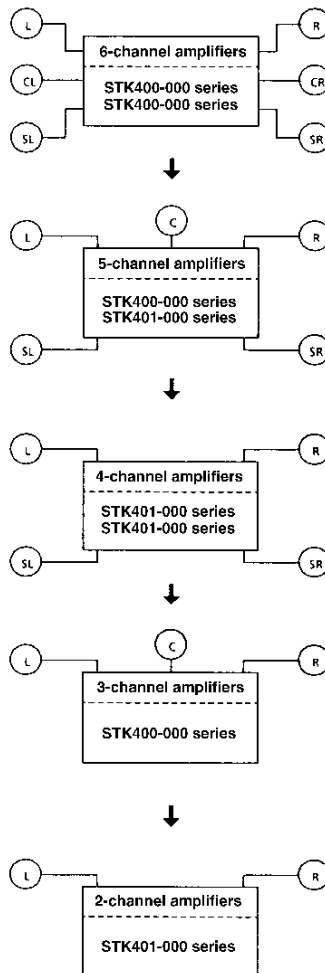 L
R
6-channel amplifiers
CL
CR
STK400-000 series
STK400-000 series
SL
SR
C
L
R
5-channel amplifiers
STK400-000 series
STK401-000 series
SL
SR
L
R
4-channel amplifiers
STK401-000 series
STK401-000 series
SL
SR
C
L
R
3-channel amplifiers
STK400-000 series
L
R
2-channel amplifiers
STK401-000 series